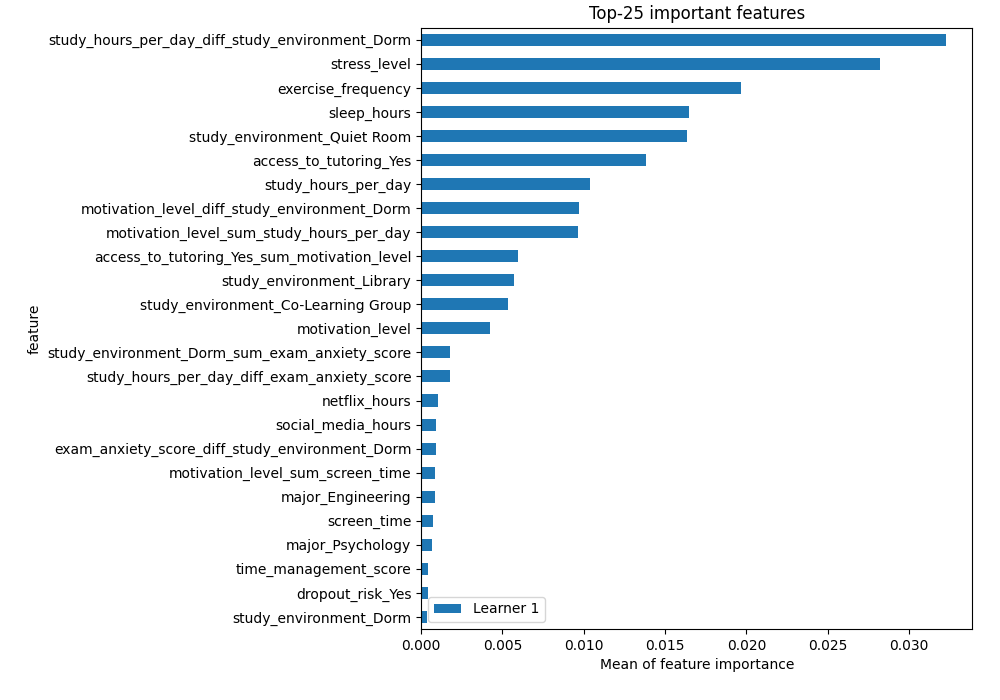 Top-25 important features
study_hours_per_day_diff_study_environment_Dorm
stress_level
exercise_frequency
sleep_hours
study_environment_Quiet Room
access_to_tutoring_Yes
study_hours_per_day
motivation_level_diff_study_environment_Dorm
motivation_level_sum_study_hours_per_day
access_to_tutoring_Yes_sum_motivation_level
study_environment_Library
study_environment_Co-Learning Group
motivation_level
study_environment_Dorm_sum_exam_anxiety_score
study_hours_per_day_diff_exam_anxiety_score
netflix_hours
social_media_hours
exam_anxiety_score_diff_study_environment_Dorm
motivation_level_sum_screen_time
major_Engineering
screen_time
major_Psychology
time_management_score
dropout_risk_Yes
study_environment_Dorm
feature
Learner 1
0.000 0.005 0.010 0.015 0.020 0.025 0.030
Mean of feature importance